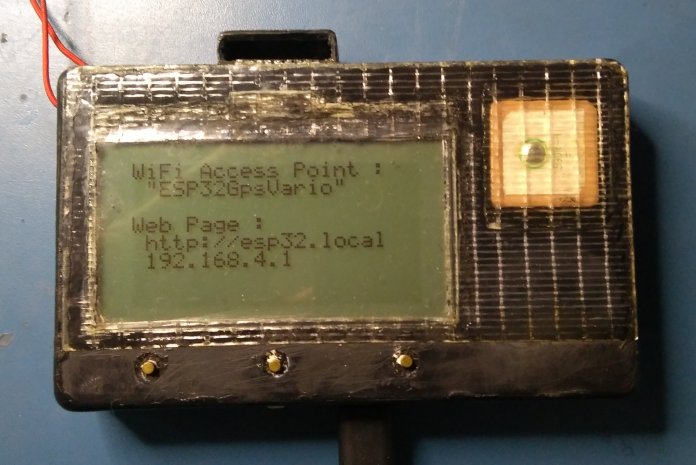 WiFi Access Point :
"ESP32GpsVario"
Web Page :
http://esp32.local
192.168.4.1